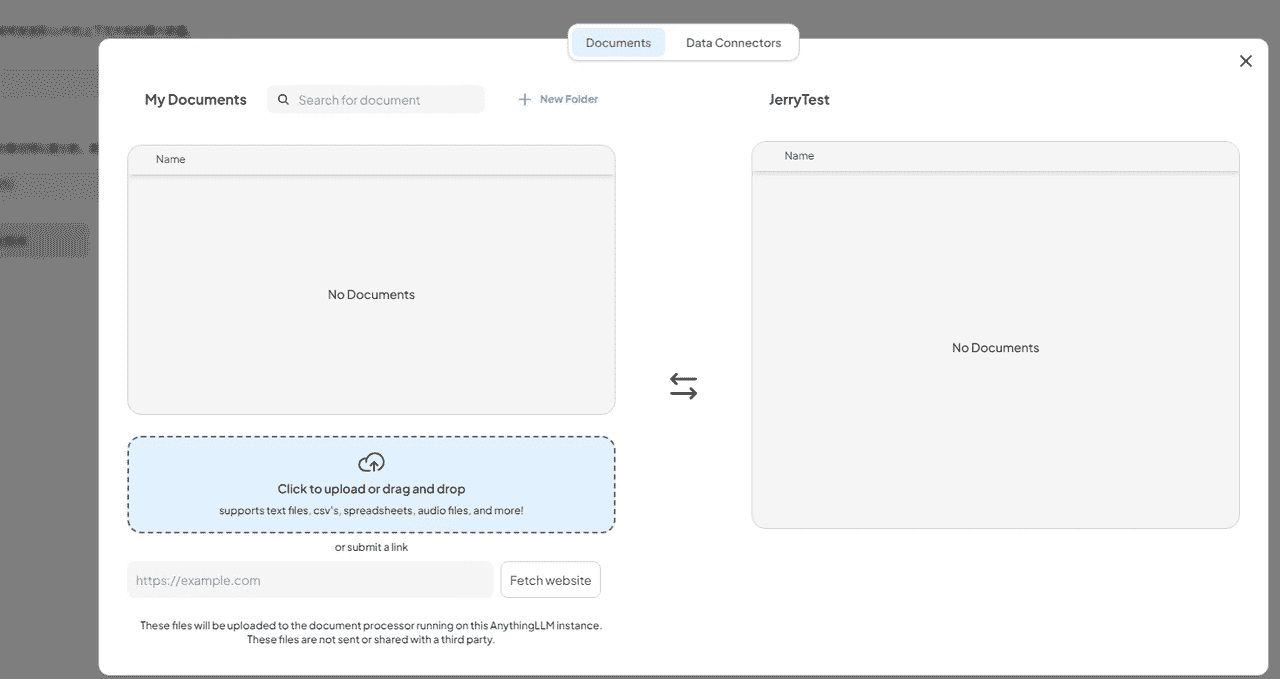 Documents
Data Connectors
My Documents
Search for document
New Folder
JerryTest
Name
No Documents
Name
No Documents
Click to upload or drag and drop
supports text files, csv's, spreadsheets, audio files, and more!
or submit a link
https://example.com
Fetch website
These files will be uploaded to the document processor running on this AnythingLLM instance.
These files are not sent or shared with a third party.